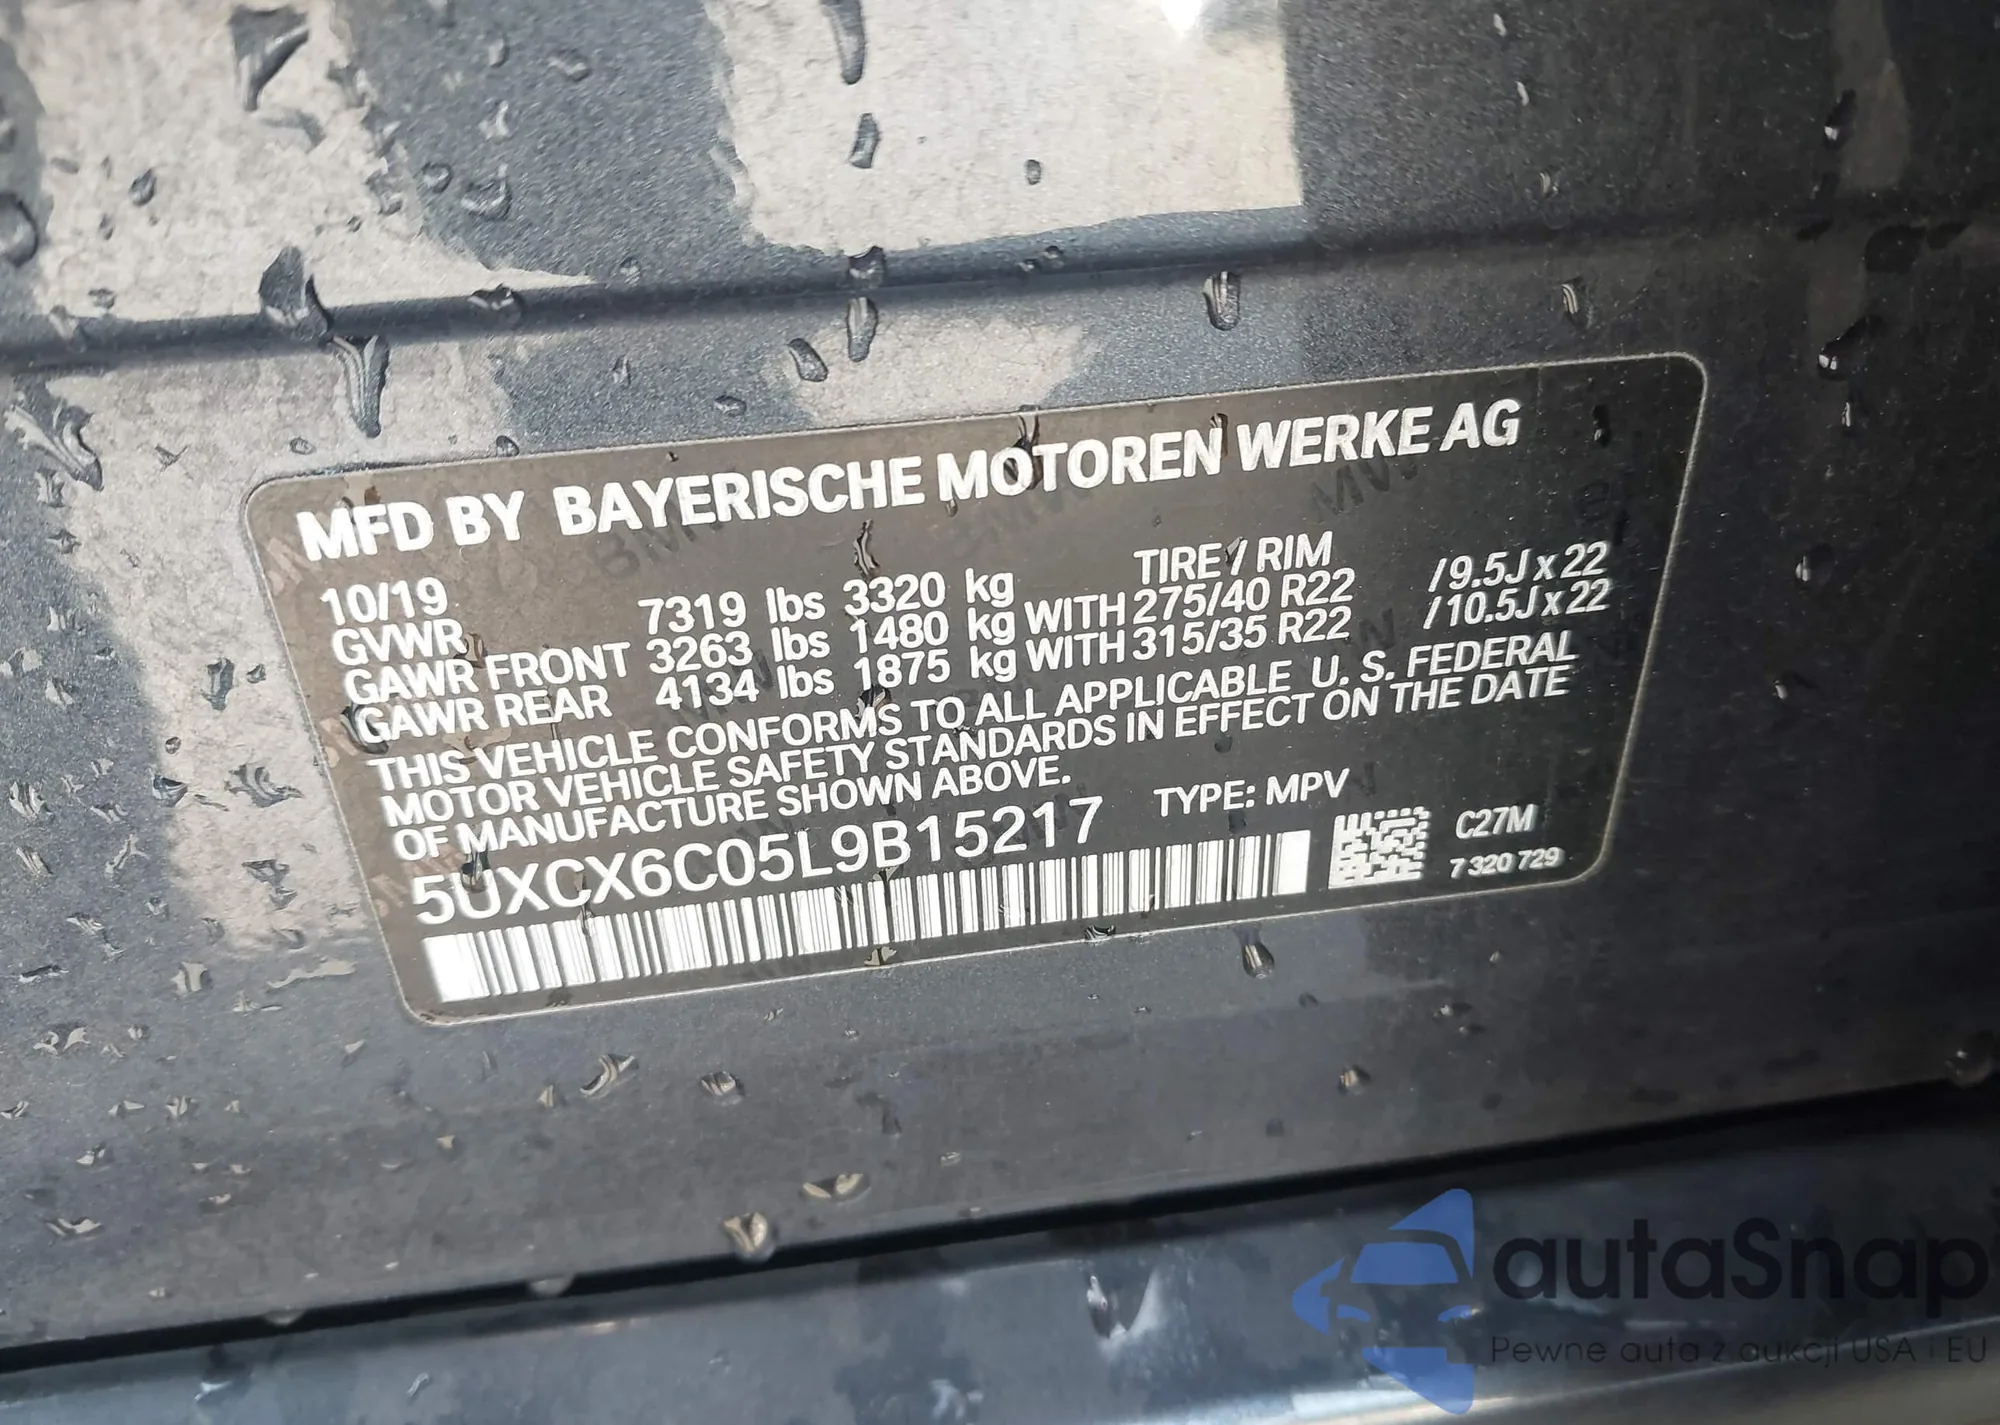 MFD BY BAYERISCHE MOTOREN WERKE AG
10/19 TIRE / RIM
GVWR 7319 lbs 3320 kg
GAWR FRONT 3263 lbs 1480 kg WITH 275/40 R22 /9.5J x 22
GAWR REAR 4134 lbs 1875 kg WITH 315/35 R22 /10.5J x 22
THIS VEHICLE CONFORMS TO ALL APPLICABLE U. S. FEDERAL
MOTOR VEHICLE SAFETY STANDARDS IN EFFECT ON THE DATE
OF MANUFACTURE SHOWN ABOVE.
5UXCX6C05L9B15217 TYPE: MPV
C27M
7 320 729
autaSnap
Pewne auta z aukcji USA i EU